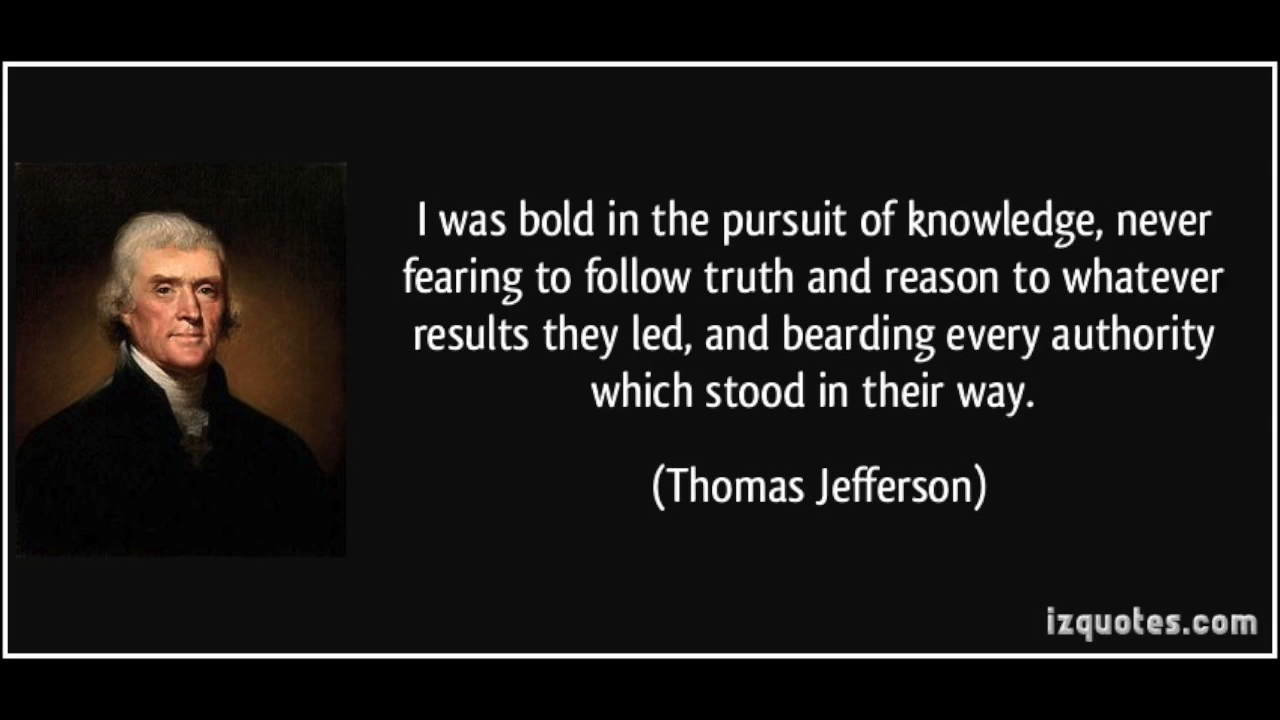 I was bold in the pursuit of knowledge, never
fearing to follow truth and reason to whatever
results they led, and bearding every authority
which stood in their way.
(Thomas Jefferson)
izquotes.com